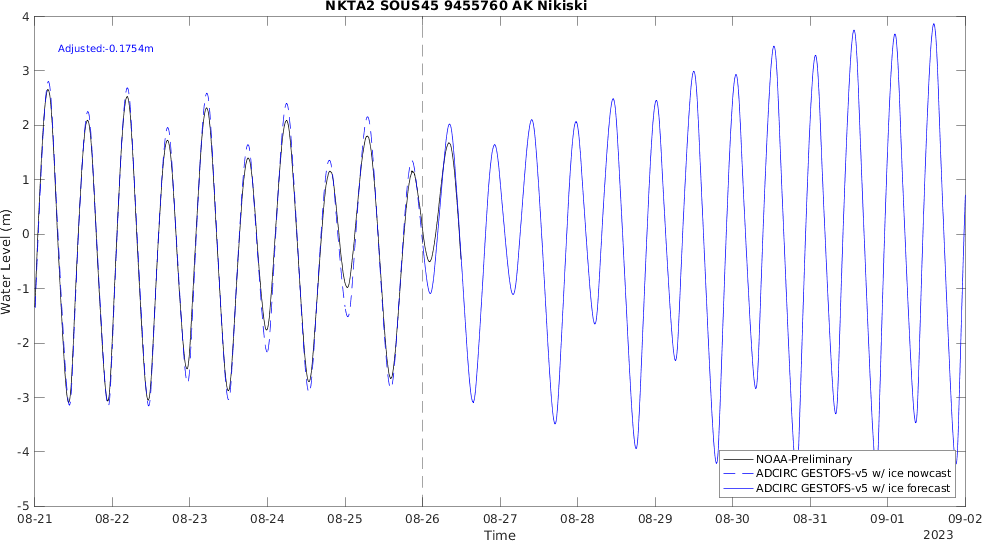 NKTA2 SOUS45 9455760 AK Nikiski
Adjusted:-0.1754m
Water Level (m)
4
3
2
1
0
-1
-2
-3
-4
-5
NOAA-Preliminary
ADCIRC GESTOFS-v5 w/ ice nowcast
ADCIRC GESTOFS-v5 w/ ice forecast
08-21 08-22 08-23 08-24 08-25 08-26 08-27 08-28 08-29 08-30 08-31 09-01 09-02
Time
2023